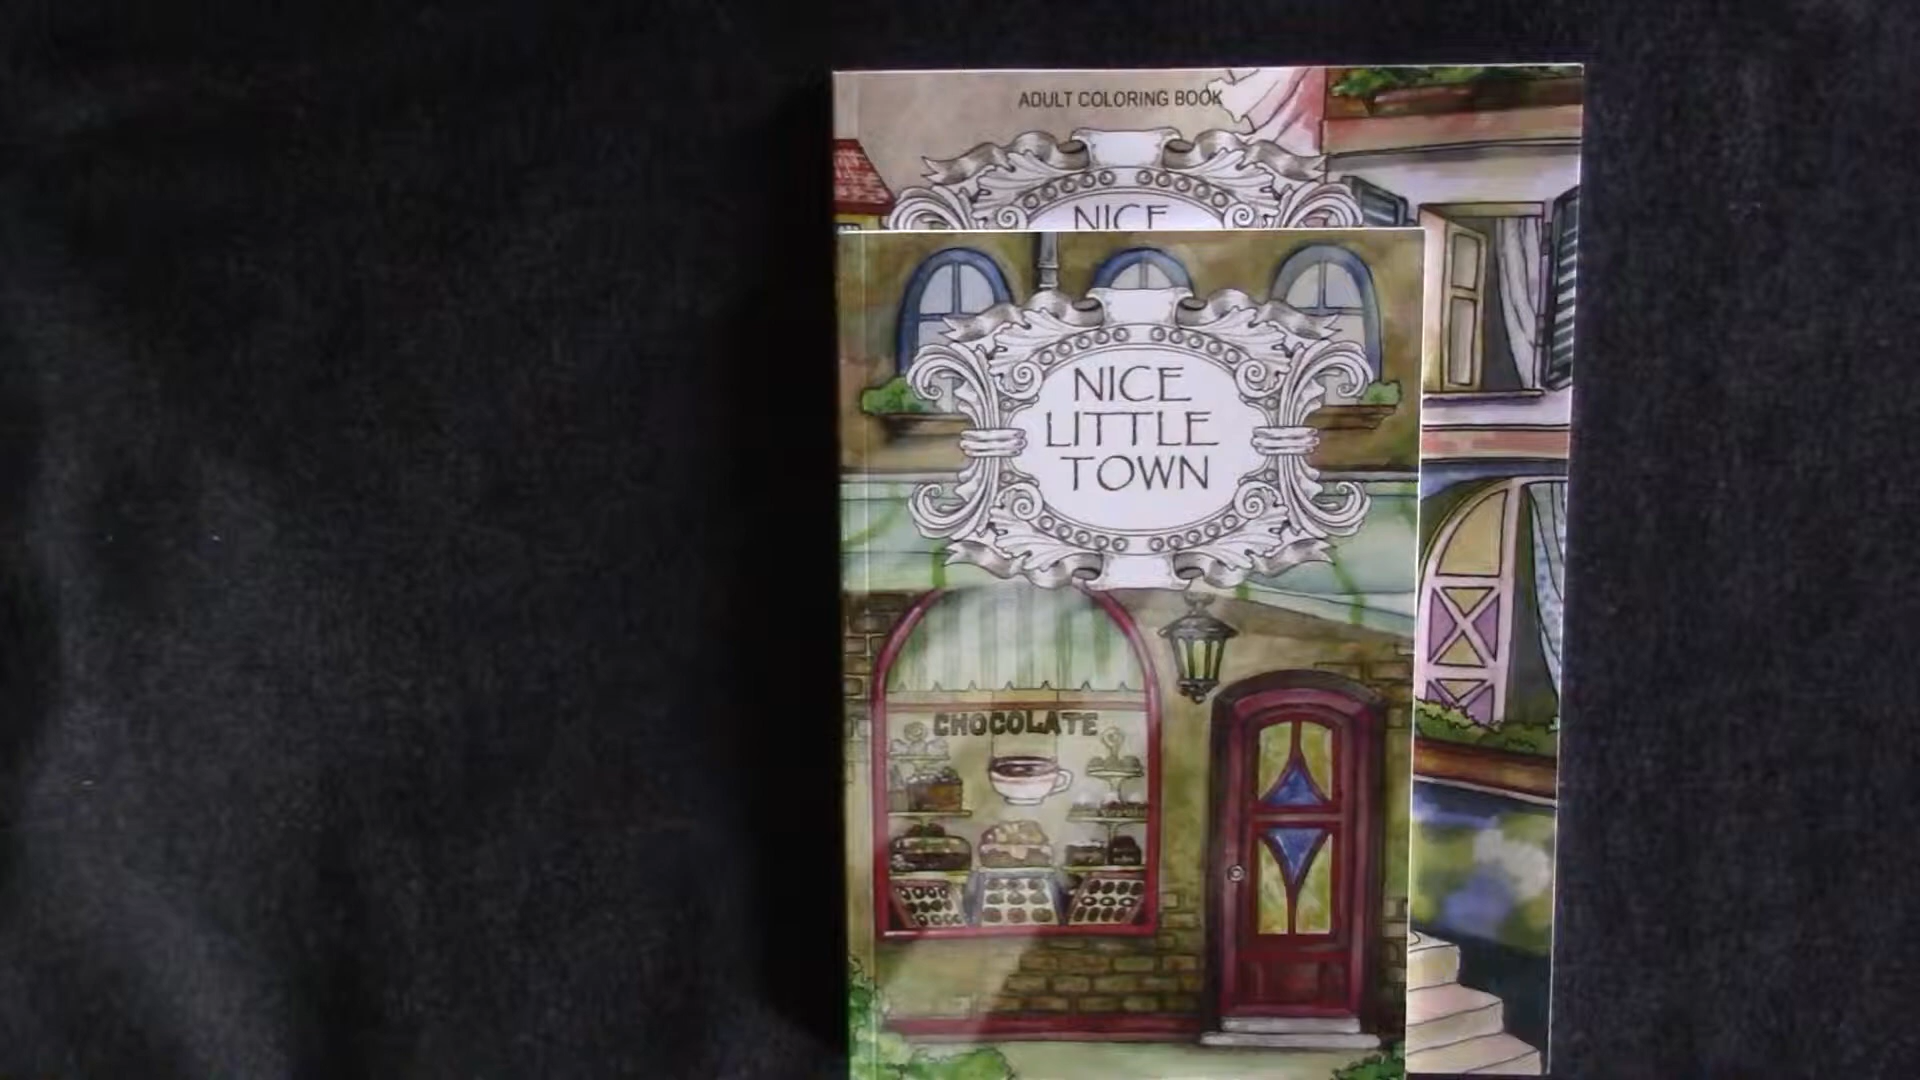 ADULT COLORING BOOK
NICE
NICE
LITTLE
TOWN
CHOCOLATE